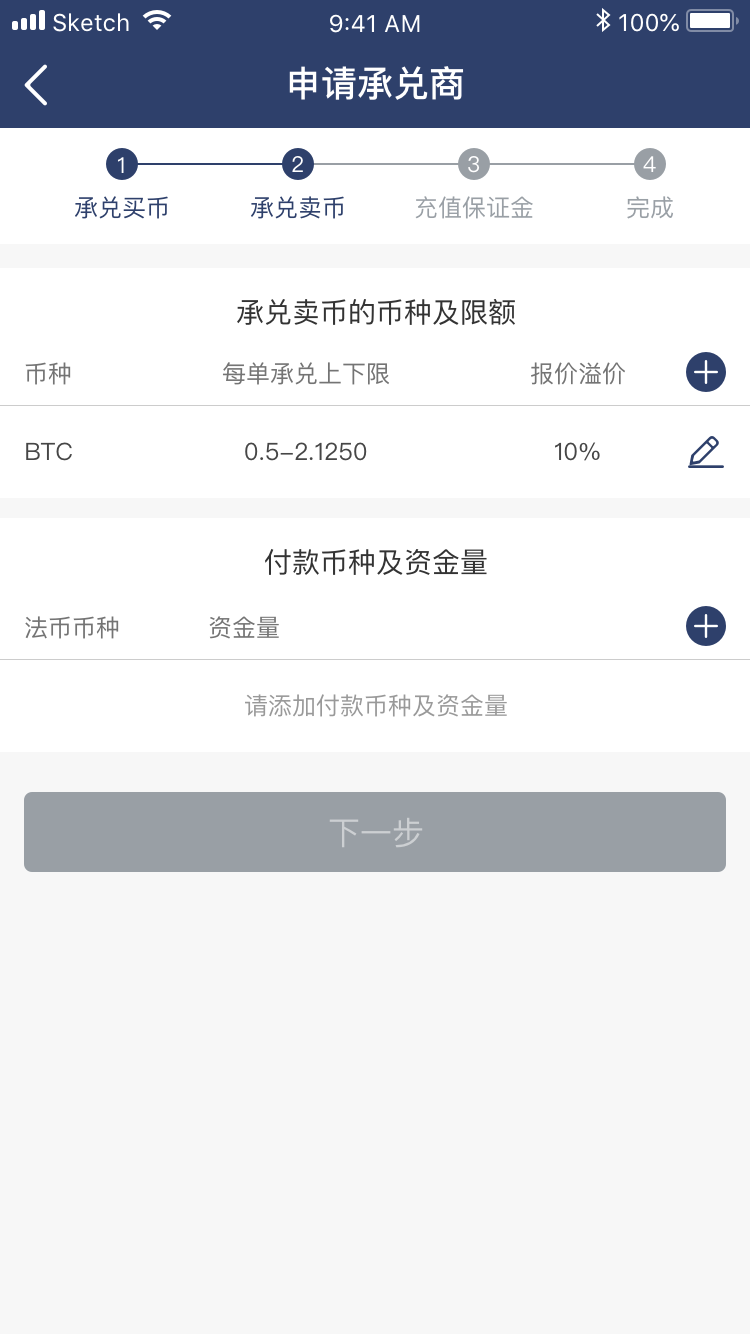 Sketch 9:41 AM 100%
申请承兑商
1 2 3 4
承兑买币 承兑卖币 充值保证金 完成
承兑卖币的币种及限额
币种 每单承兑上下限 报价溢价
BTC 0.5–2.1250 10%
付款币种及资金量
法币币种 资金量
请添加付款币种及资金量
下一步